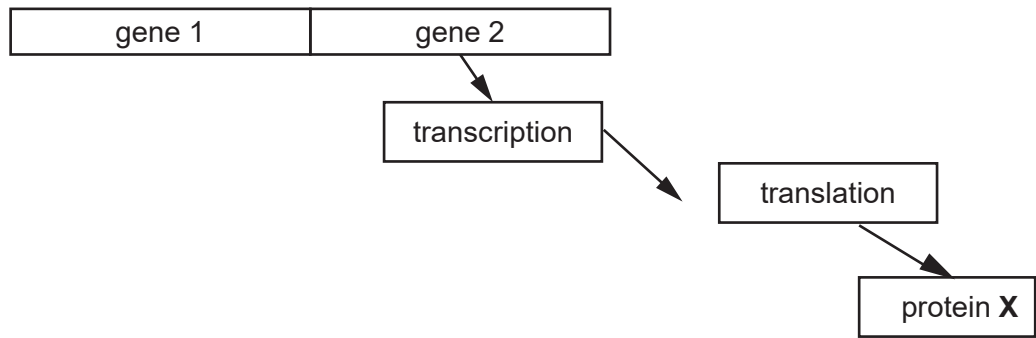 gene 1 gene 2
transcription
translation
protein X